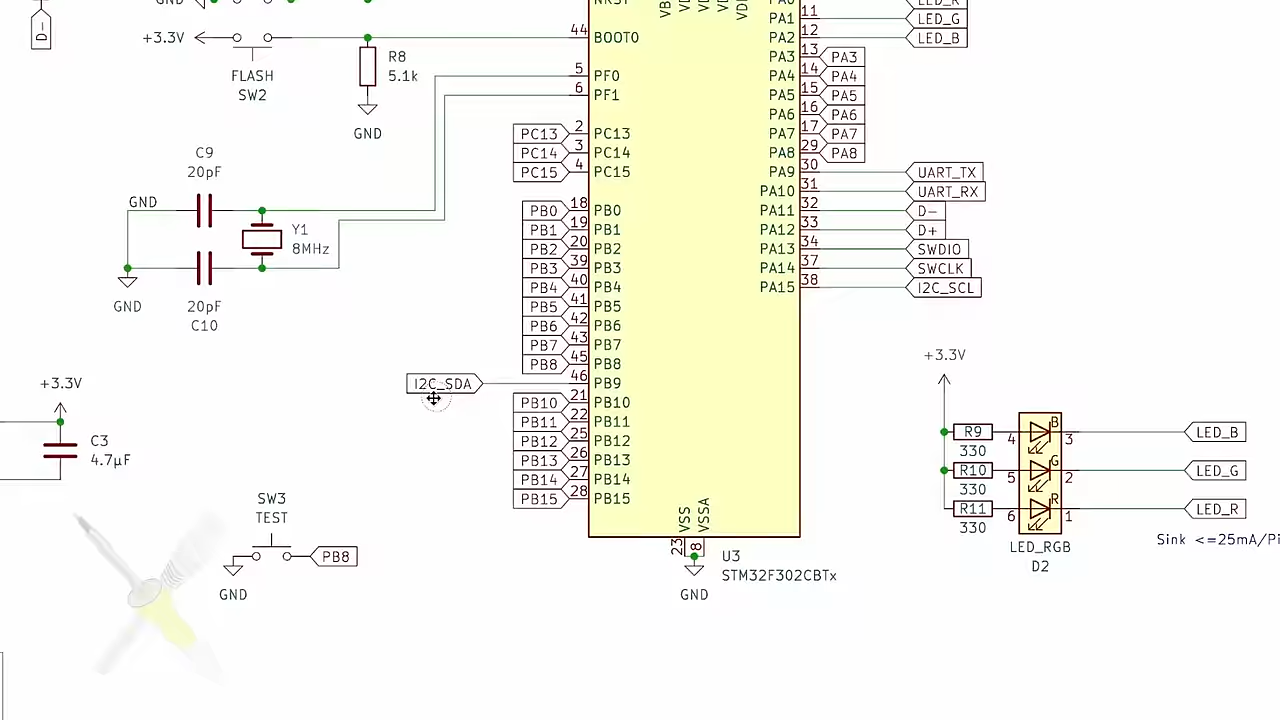 GND
D-
+3.3V
FLASH
SW2
R8
5.1k
GND
C9
20pF
GND
Y1
8MHz
GND
20pF
C10
+3.3V
C3
4.7µF
SW3
TEST
PB8
GND
I2C_SDA
44 BOOT0
5 PF0
6 PF1
PC13 2 PC13
PC14 3 PC14
PC15 4 PC15
PB0 18 PB0
PB1 19 PB1
PB2 20 PB2
PB3 39 PB3
PB4 40 PB4
PB5 41 PB5
PB6 42 PB6
PB7 43 PB7
PB8 45 PB8
46 PB9
PB10 21 PB10
PB11 22 PB11
PB12 25 PB12
PB13 26 PB13
PB14 27 PB14
PB15 28 PB15
PA1 11 LED_G
PA2 12 LED_B
PA3 13 PA3
PA4 14 PA4
PA5 15 PA5
PA6 16 PA6
PA7 17 PA7
PA8 29 PA8
PA9 30 UART_TX
PA10 31 UART_RX
PA11 32 D-
PA12 33 D+
PA13 34 SWDIO
PA14 37 SWCLK
PA15 38 I2C_SCL
VSS
VSSA
23
8
U3
STM32F302CBTx
GND
+3.3V
R9 4 B 3 LED_B
330
R10 5 G 2 LED_G
330
R11 6 R 1 LED_R
330
LED_RGB
D2
Sink <=25mA/Pi